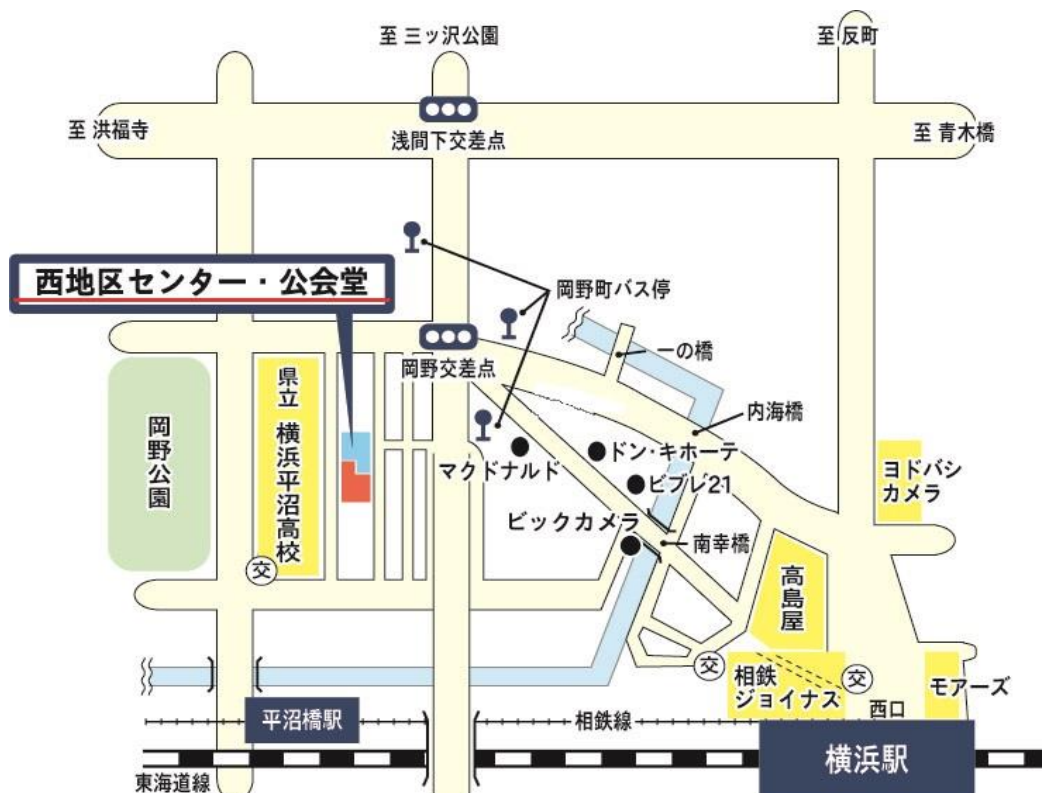 至 三ッ沢公園
至 反町
至 洪福寺
浅間下交差点
至 青木橋
西地区センター・公会堂
岡野町バス停
一の橋
岡野交差点
内海橋
岡野公園
県立 横浜平沼高校
マクドナルド
ドン・キホーテ
ビブレ21
ヨドバシ
カメラ
ビックカメラ
南幸橋
交
高島屋
交
相鉄
ジョイナス
交
モアーズ
西口
平沼橋駅
相鉄線
横浜駅
東海道線